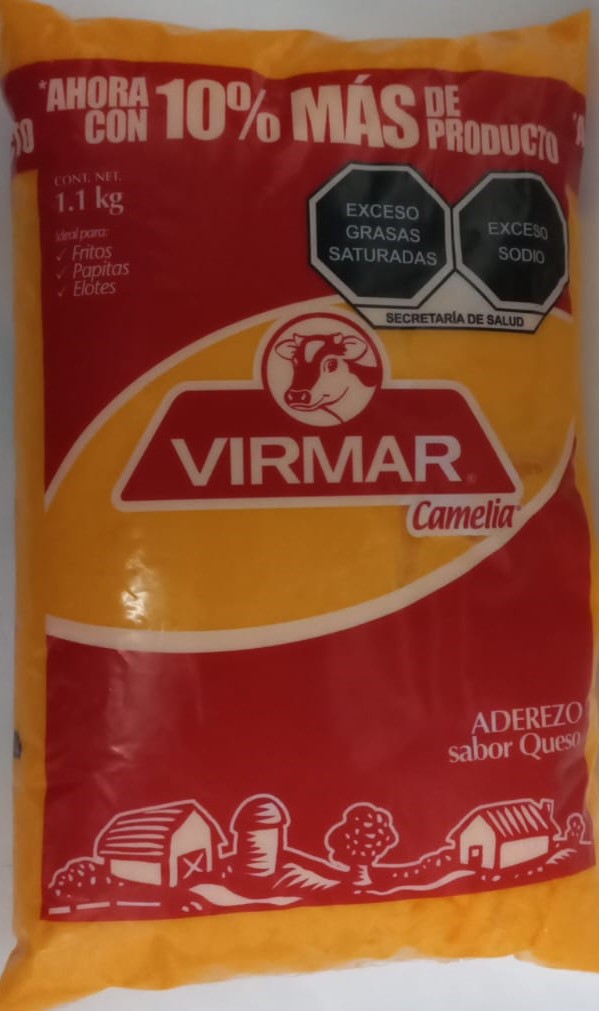 *AHORA CON 10% MÁS DE PRODUCTO
CONT. NET.
1.1 kg
Ideal para:
✓ Fritos
✓ Papitas
✓ Elotes
EXCESO
GRASAS
SATURADAS
EXCESO
SODIO
SECRETARÍA DE SALUD
VIRMAR®
Camelia
ADEREZO
sabor Queso